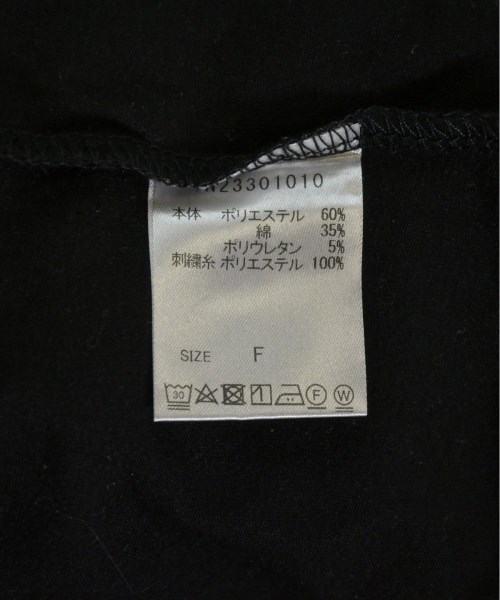 23301010
本体 ポリエステル 60%
綿 35%
ポリウレタン 5%
刺繍糸 ポリエステル 100%
SIZE F
30 F W